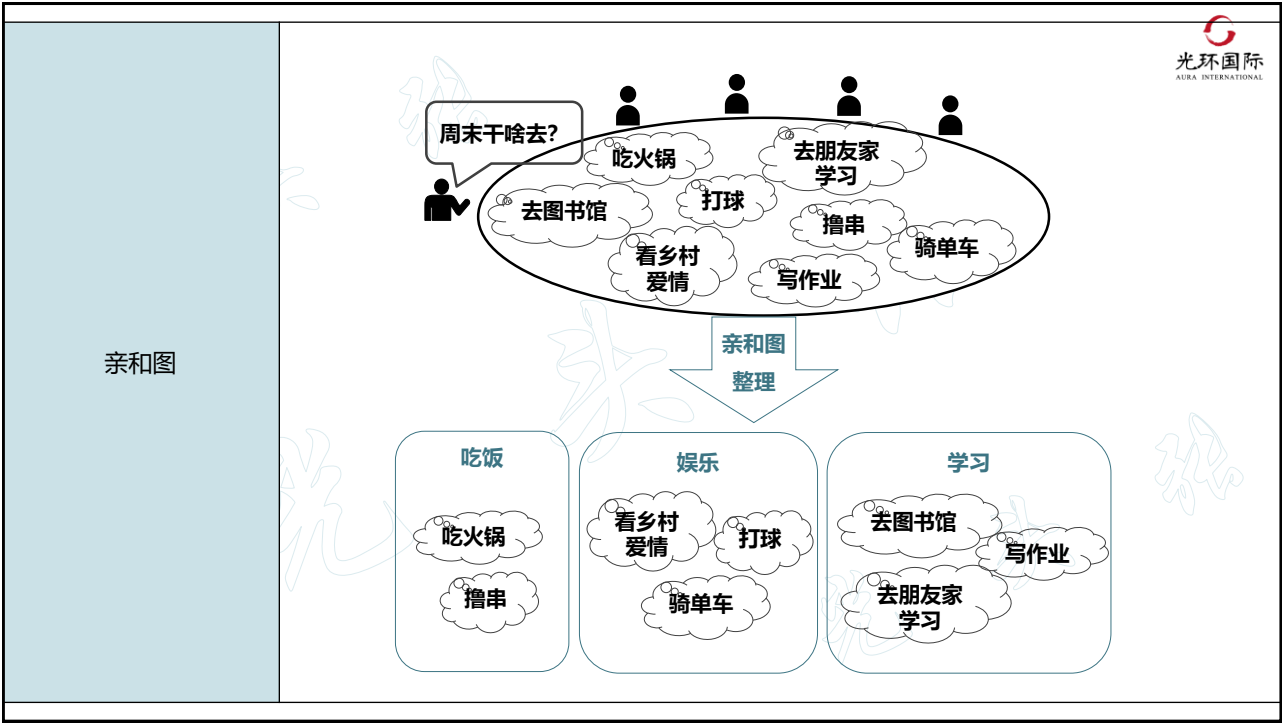 光环国际
AURA INTERNATIONAL
亲和图
周末干啥去?
吃火锅
去朋友家
学习
打球
去图书馆
撸串
骑单车
看乡村
爱情
写作业
亲和图
整理
吃饭
吃火锅
撸串
娱乐
看乡村
爱情
打球
骑单车
学习
去图书馆
写作业
去朋友家
学习